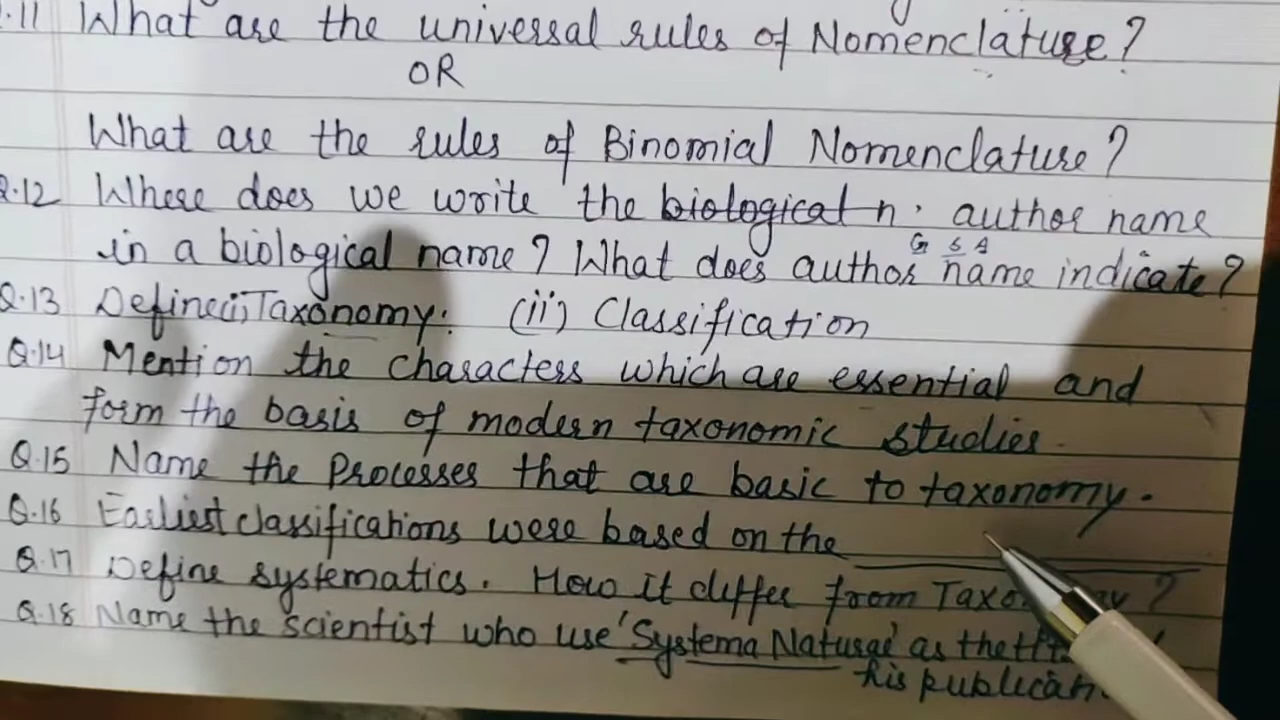 .11 What are the universal rules of Nomenclature?
OR
What are the rules of Binomial Nomenclature?
Q.12 Where does we write the biological n. author name
G S A
in a biological name? What does author name indicate?
Q.13 Define(i) Taxonomy. (ii) Classification
Q.14 Mention the characters which are essential and
form the basis of modern taxonomic studies.
Q.15 Name the Processes that are basic to taxonomy.
Q.16 Earliest classifications were based on the
Q.17 Define systematics. How it differ from ?
Q.18 Name the scientist who use 'Systema Naturae' as the
his